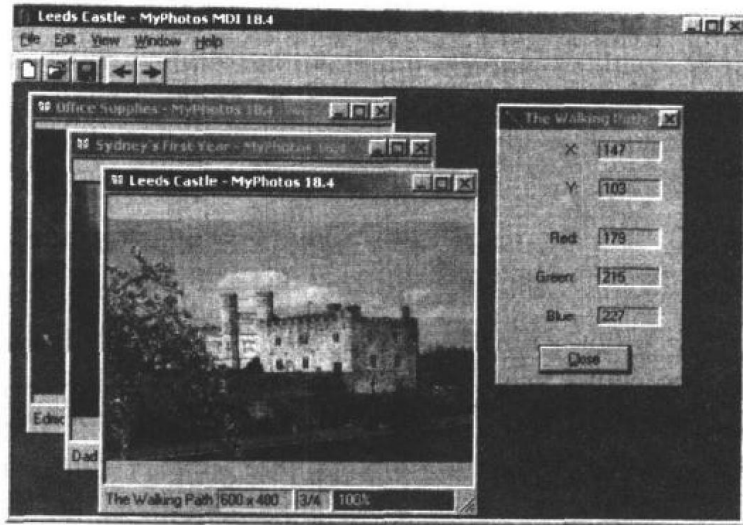 Leeds Castle - MyPhotos MDI 18.4
File Edit View Window Help
Office Supplies - MyPhotos 18.4
Sydney's First Year - MyPhotos 18.4
Leeds Castle - MyPhotos 18.4
The Walking Path
X: 147
Y: 103
Red: 179
Green: 215
Blue: 227
Close
Dad
The Walking Path 600 x 400 3/4 100%